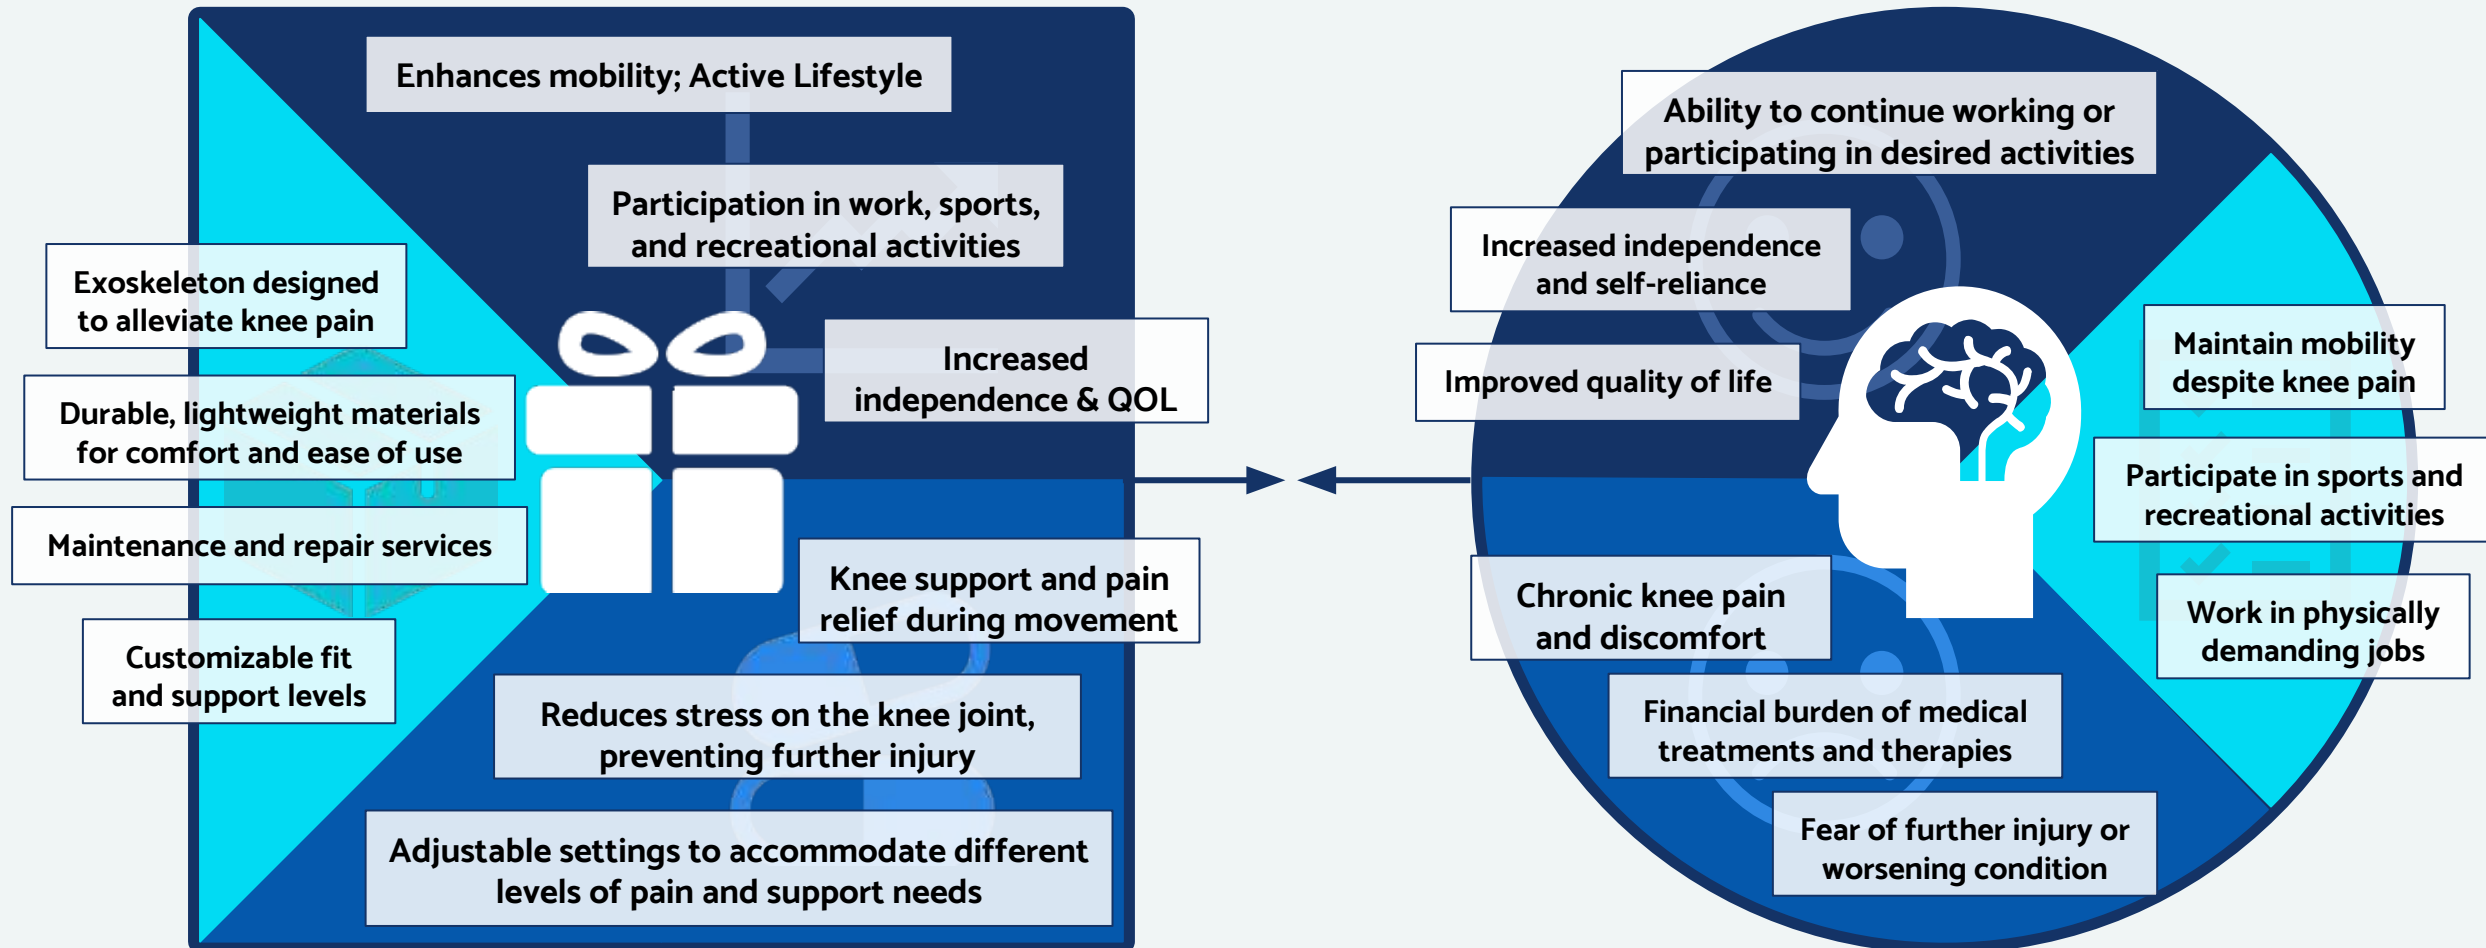 Enhances mobility; Active Lifestyle
Participation in work, sports,
and recreational activities
Increased
independence & QOL
Exoskeleton designed
to alleviate knee pain
Durable, lightweight materials
for comfort and ease of use
Maintenance and repair services
Customizable fit
and support levels
Knee support and pain
relief during movement
Reduces stress on the knee joint,
preventing further injury
Adjustable settings to accommodate different
levels of pain and support needs
Ability to continue working or
participating in desired activities
Increased independence
and self-reliance
Improved quality of life
Maintain mobility
despite knee pain
Participate in sports and
recreational activities
Work in physically
demanding jobs
Chronic knee pain
and discomfort
Financial burden of medical
treatments and therapies
Fear of further injury or
worsening condition